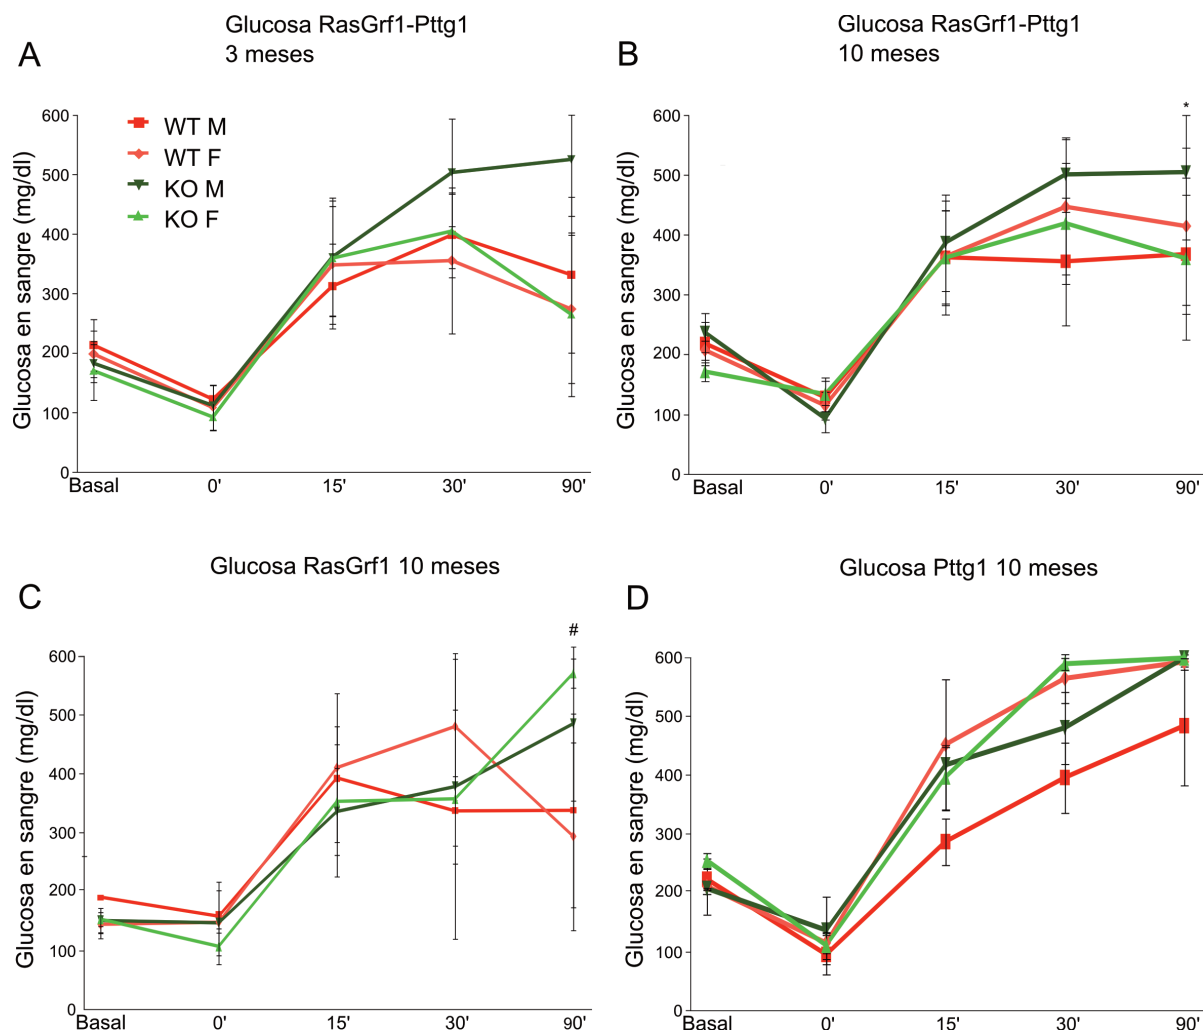 A
Glucosa RasGrf1-Pttg1
3 meses
Glucosa en sangre (mg/dl)
600
500
400
300
200
100
0
WT M
WT F
KO M
KO F
Basal 0' 15' 30' 90'
B
Glucosa RasGrf1-Pttg1
10 meses
Glucosa en sangre (mg/dl)
600
500
400
300
200
100
0
*
Basal 0' 15' 30' 90'
C
Glucosa RasGrf1 10 meses
Glucosa en sangre (mg/dl)
600
500
400
300
200
100
0
#
Basal 0' 15' 30' 90'
D
Glucosa Pttg1 10 meses
Glucosa en sangre (mg/dl)
600
500
400
300
200
100
0
Basal 0' 15' 30' 90'